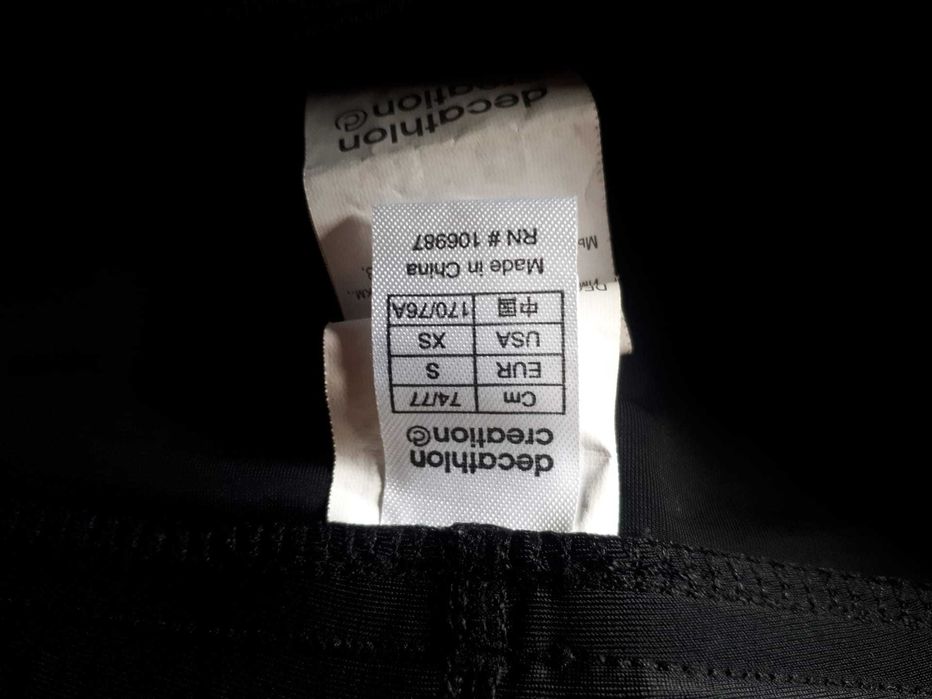 decathlon
creation©
Cm 74/77
EUR S
USA XS
中国 170/76A
Made in China
RN # 106987
decathlon
creation©